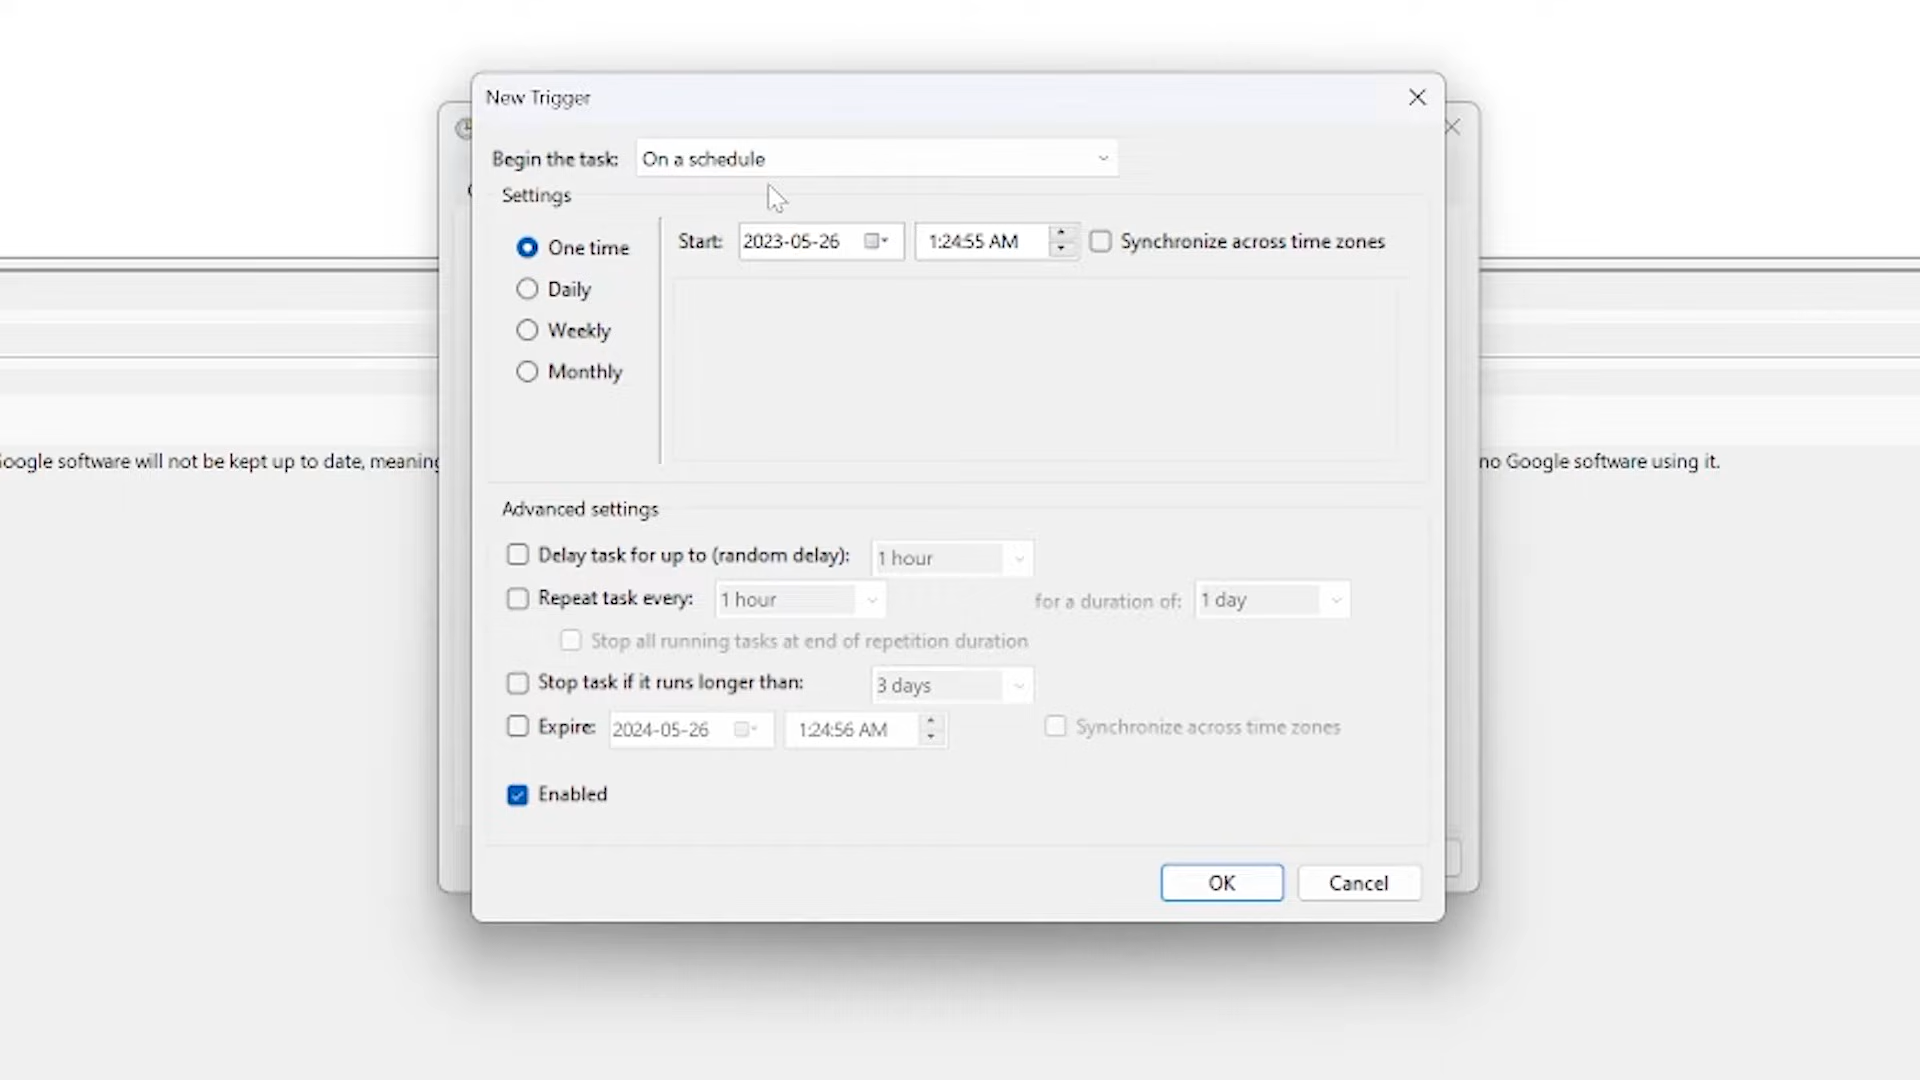 New Trigger
Begin the task: On a schedule
Settings
One time
Start: 2023-05-26 1:24:55 AM Synchronize across time zones
Daily
Weekly
Monthly
oogle software will not be kept up to date, meaning no Google software using it.
Advanced settings
Delay task for up to (random delay): 1 hour
Repeat task every: 1 hour for a duration of: 1 day
Stop all running tasks at end of repetition duration
Stop task if it runs longer than: 3 days
Expire: 2024-05-26 1:24:56 AM Synchronize across time zones
Enabled
OK Cancel